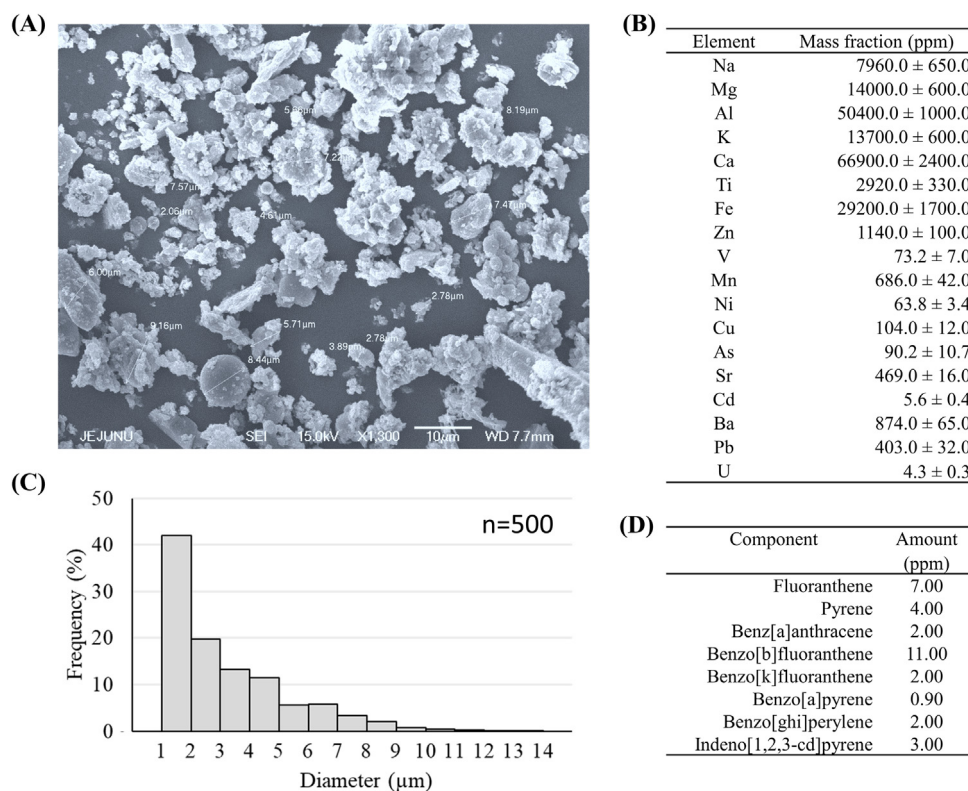 (A)
5.88µm
8.19µm
7.22µm
7.57µm
2.06µm
4.61µm
7.47µm
6.00µm
2.78µm
9.16µm
5.71µm
2.78µm
3.89µm
8.44µm
JEJUNU SEI 15.0kV X1,300 10µm WD 7.7mm
(B)
Element Mass fraction (ppm)
Na 7960.0 ± 650.0
Mg 14000.0 ± 600.0
Al 50400.0 ± 1000.0
K 13700.0 ± 600.0
Ca 66900.0 ± 2400.0
Ti 2920.0 ± 330.0
Fe 29200.0 ± 1700.0
Zn 1140.0 ± 100.0
V 73.2 ± 7.0
Mn 686.0 ± 42.0
Ni 63.8 ± 3.4
Cu 104.0 ± 12.0
As 90.2 ± 10.7
Sr 469.0 ± 16.0
Cd 5.6 ± 0.4
Ba 874.0 ± 65.0
Pb 403.0 ± 32.0
U 4.3 ± 0.3
(C)
n=500
Frequency (%)
50
40
30
20
10
0
1 2 3 4 5 6 7 8 9 10 11 12 13 14
Diameter (µm)
(D)
Component Amount
(ppm)
Fluoranthene 7.00
Pyrene 4.00
Benz[a]anthracene 2.00
Benzo[b]fluoranthene 11.00
Benzo[k]fluoranthene 2.00
Benzo[a]pyrene 0.90
Benzo[ghi]perylene 2.00
Indeno[1,2,3-cd]pyrene 3.00